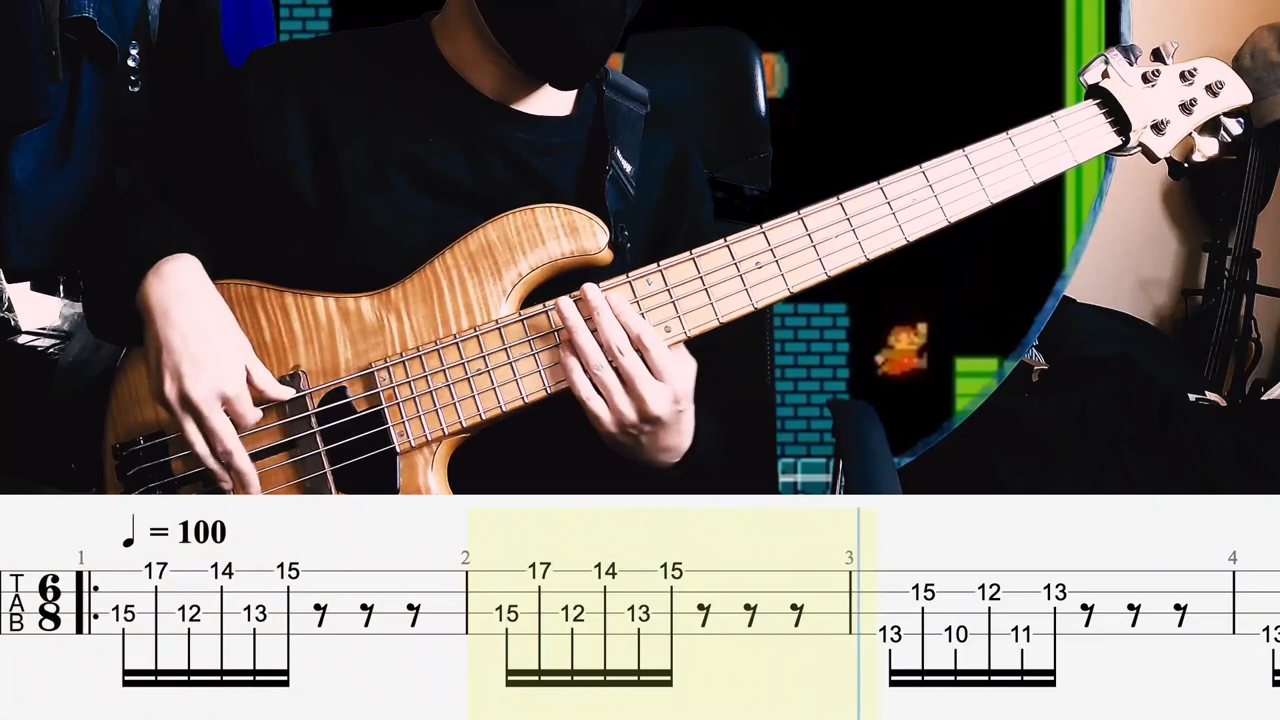 ♩ = 100
1 2 3 4
17 14 15 17 14 15
15 12 13
T
A
B
6
8
15 12 13 15 12 13
13 10 11 13